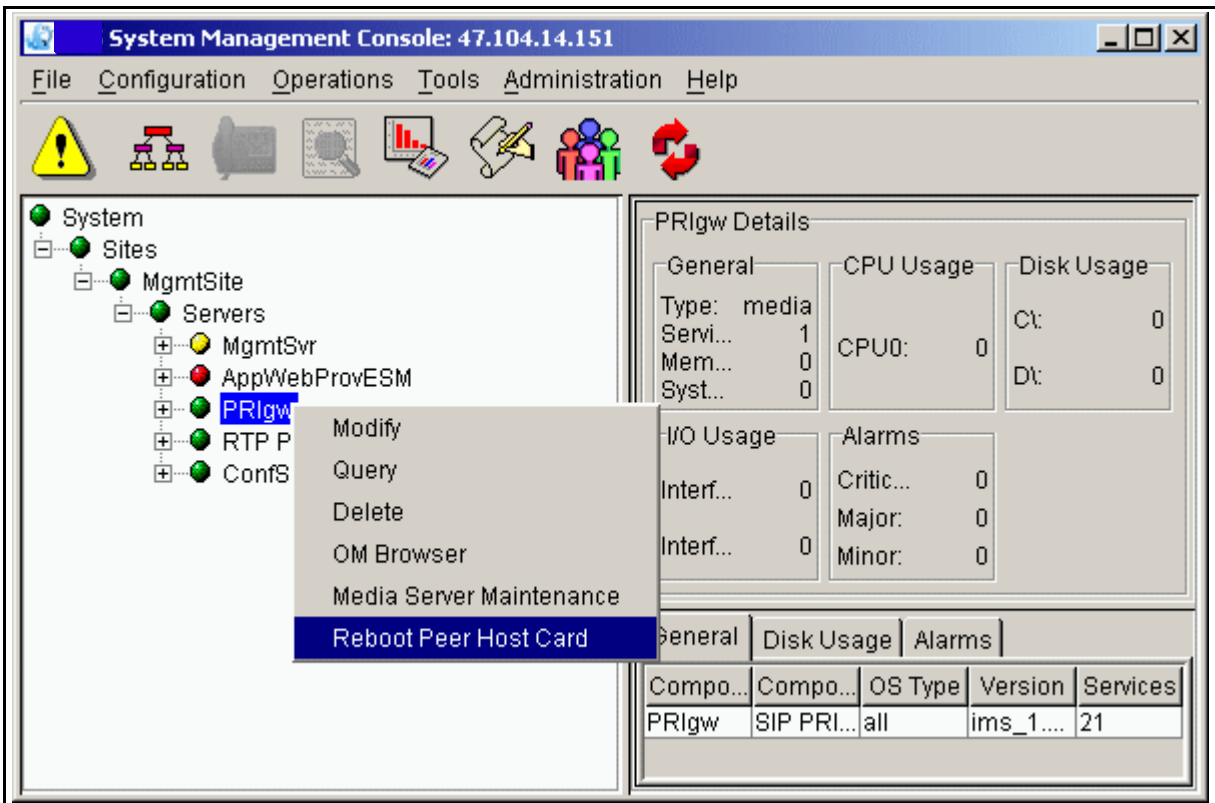 System Management Console: 47.104.14.151
File Configuration Operations Tools Administration Help
System
Sites
MgmtSite
Servers
MgmtSvr
AppWebProvESM
PRIgw
RTP P
ConfS
Modify
Query
Delete
OM Browser
Media Server Maintenance
Reboot Peer Host Card
PRIgw Details
General
Type: media
Servi... 1
Mem... 0
Syst... 0
CPU Usage
CPU0: 0
Disk Usage
C\: 0
D\: 0
I/O Usage
Interf... 0
Interf... 0
Alarms
Critic... 0
Major: 0
Minor: 0
General Disk Usage Alarms
Compo... Compo... OS Type Version Services
PRIgw SIP PRI... all ims_1.... 21